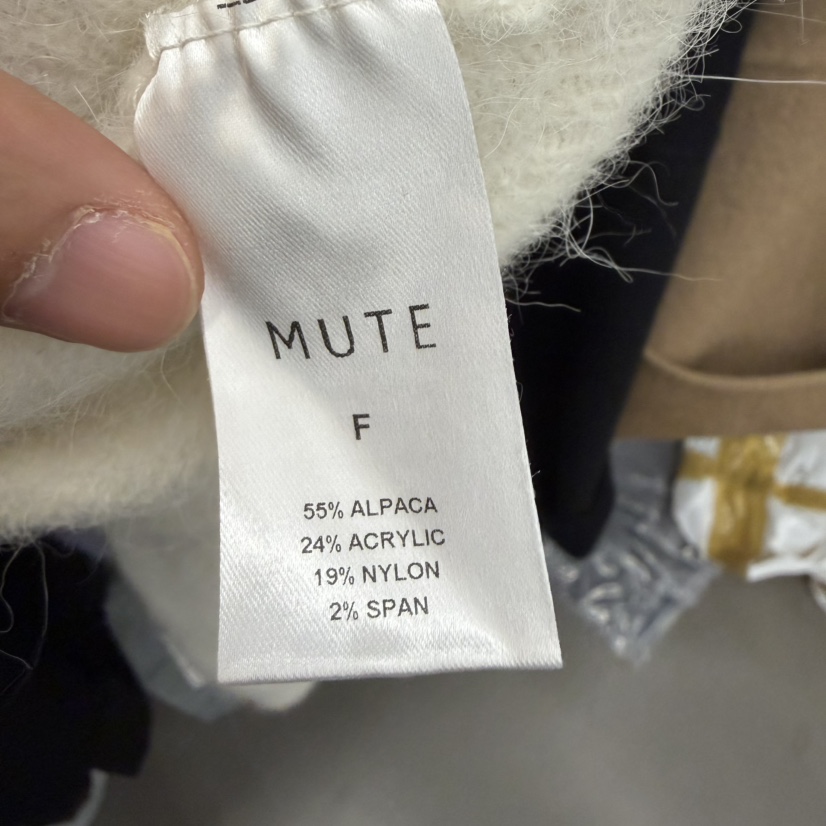 MUTE
F
55% ALPACA
24% ACRYLIC
19% NYLON
2% SPAN